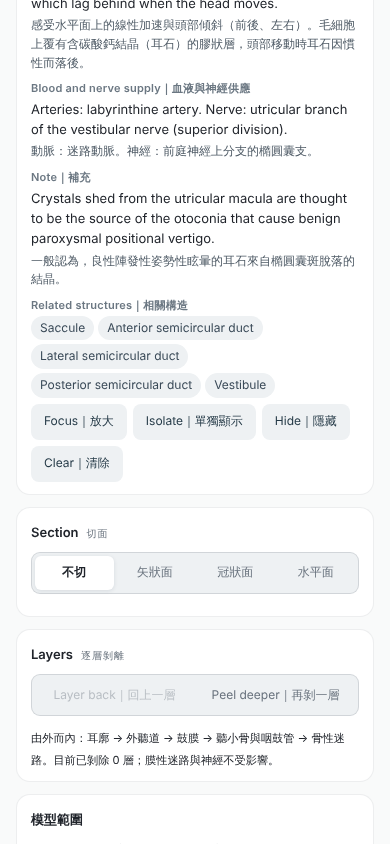 which lag behind when the head moves.
感受水平面上的線性加速與頭部傾斜（前後、左右）。毛細胞
上覆有含碳酸鈣結晶（耳石）的膠狀層，頭部移動時耳石因慣
性而落後。
Blood and nerve supply｜血液與神經供應
Arteries: labyrinthine artery. Nerve: utricular branch
of the vestibular nerve (superior division).
動脈：迷路動脈。神經：前庭神經上分支的橢圓囊支。
Note｜補充
Crystals shed from the utricular macula are thought
to be the source of the otoconia that cause benign
paroxysmal positional vertigo.
一般認為，良性陣發性姿勢性眩暈的耳石來自橢圓囊斑脫落的
結晶。
Related structures｜相關構造
Saccule Anterior semicircular duct
Lateral semicircular duct
Posterior semicircular duct Vestibule
Focus｜放大 Isolate｜單獨顯示 Hide｜隱藏
Clear｜清除
Section 切面
不切 矢狀面 冠狀面 水平面
Layers 逐層剝離
Layer back｜回上一層 Peel deeper｜再剝一層
由外而內：耳廓 → 外聽道 → 鼓膜 → 聽小骨與咽鼓管 → 骨性迷
路。目前已剝除 0 層；膜性迷路與神經不受影響。
模型範圍